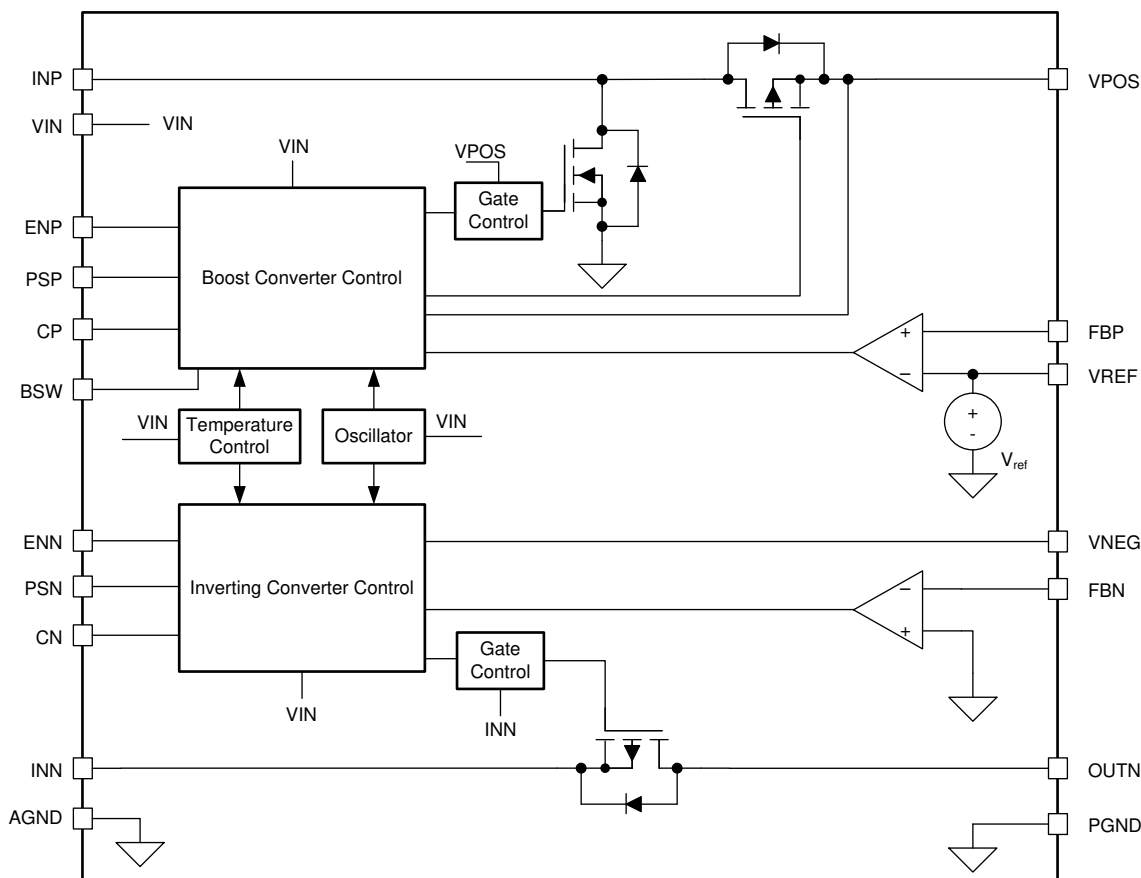 INP
VPOS
VIN
VIN
VIN
VPOS
Gate
Control
ENP
PSP
Boost Converter Control
CP
+
FBP
−
VREF
BSW
VIN
Temperature
Control
Oscillator
VIN
+
-
Vref
ENN
VNEG
PSN
Inverting Converter Control
−
FBN
CN
+
Gate
Control
VIN
INN
INN
OUTN
AGND
PGND